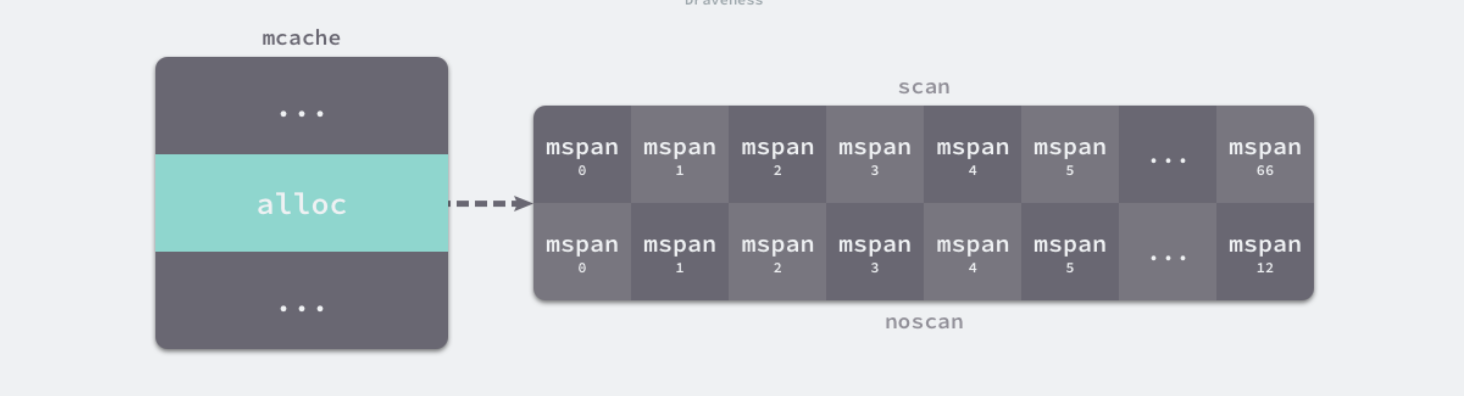 Draveness
mcache
scan
...
mspan mspan mspan mspan mspan mspan ... mspan
0 1 2 3 4 5 66
alloc
mspan mspan mspan mspan mspan mspan ... mspan
0 1 2 3 4 5 12
...
noscan